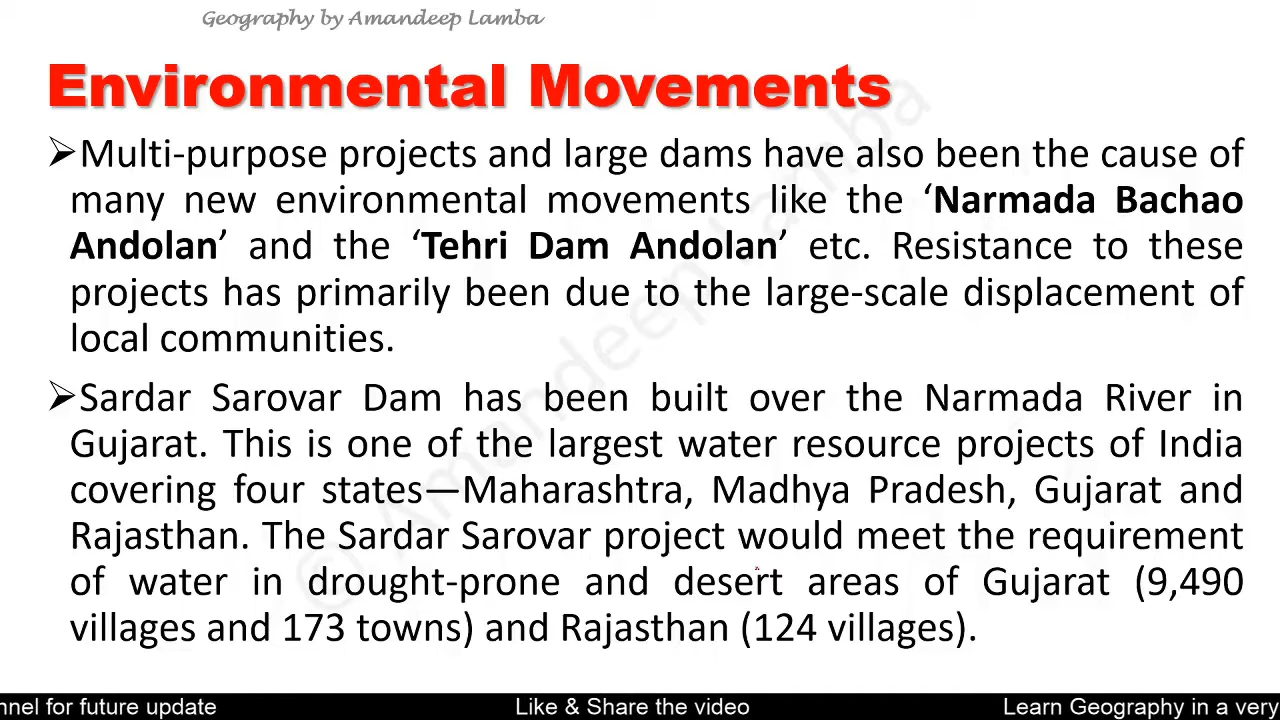 Geography by Amandeep Lamba
Environmental Movements
➢Multi-purpose projects and large dams have also been the cause of
many new environmental movements like the ‘Narmada Bachao
Andolan’ and the ‘Tehri Dam Andolan’ etc. Resistance to these
projects has primarily been due to the large-scale displacement of
local communities.
➢Sardar Sarovar Dam has been built over the Narmada River in
Gujarat. This is one of the largest water resource projects of India
covering four states—Maharashtra, Madhya Pradesh, Gujarat and
Rajasthan. The Sardar Sarovar project would meet the requirement
of water in drought-prone and desert areas of Gujarat (9,490
villages and 173 towns) and Rajasthan (124 villages).
© Amandeep Lamba
nnel for future update Like & Share the video Learn Geography in a very